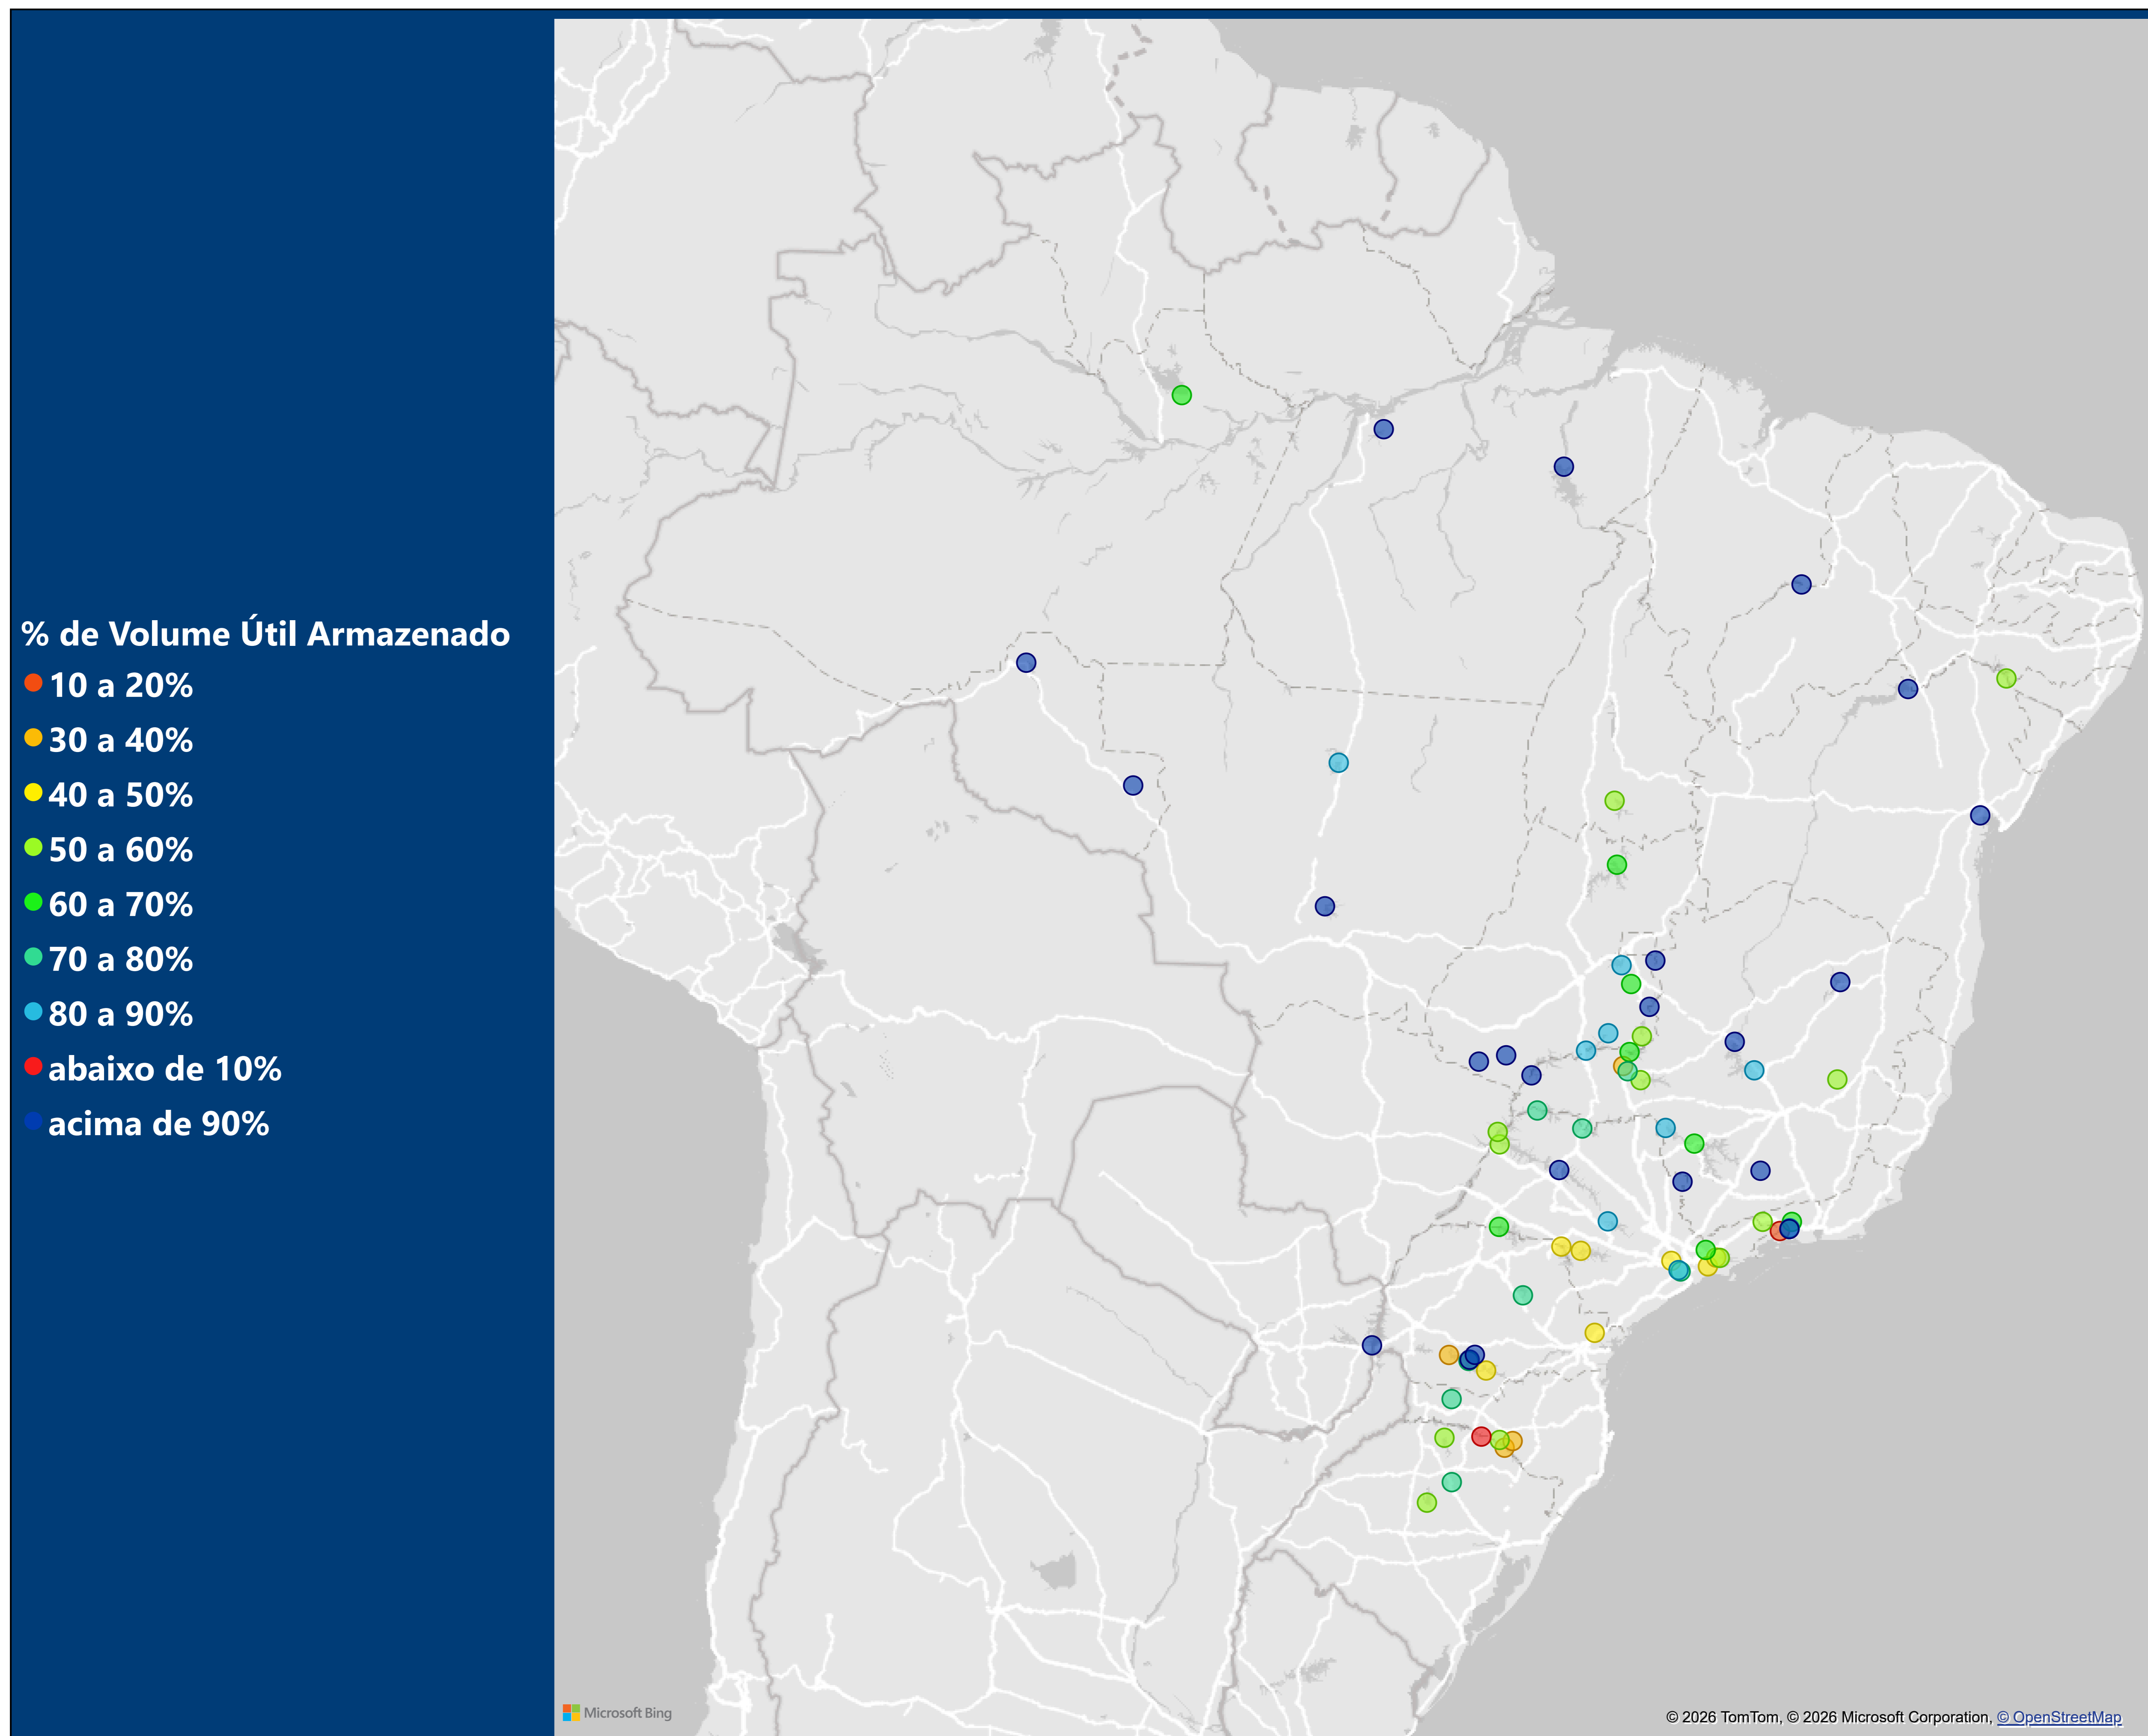 % de Volume Útil Armazenado
10 a 20%
30 a 40%
40 a 50%
50 a 60%
60 a 70%
70 a 80%
80 a 90%
abaixo de 10%
acima de 90%
Microsoft Bing
© 2026 TomTom, © 2026 Microsoft Corporation, © OpenStreetMap